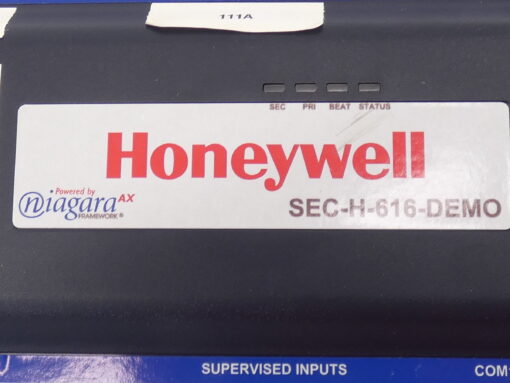 111A
SEC PRI BEAT STATUS
Honeywell
Powered by
niagara AX
FRAMEWORK®
SEC-H-616-DEMO
SUPERVISED INPUTS
COM